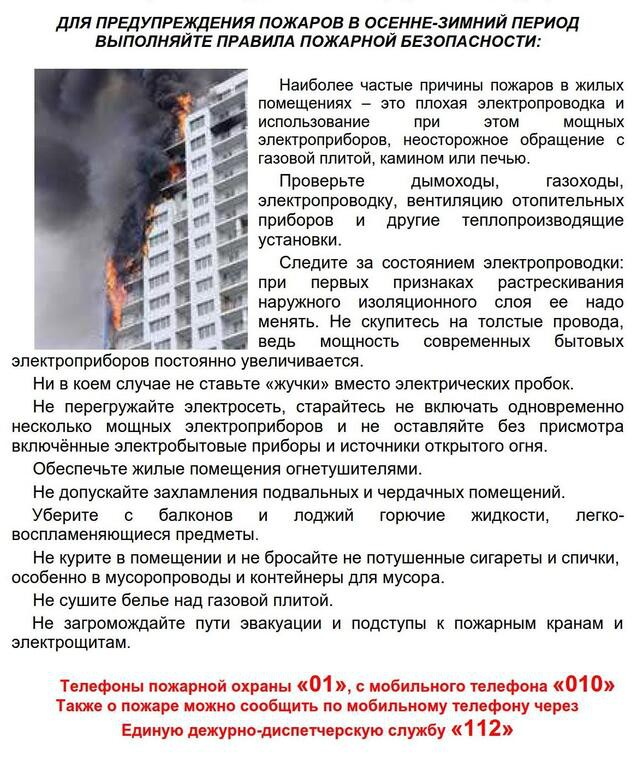 ДЛЯ ПРЕДУПРЕЖДЕНИЯ ПОЖАРОВ В ОСЕННЕ-ЗИМНИЙ ПЕРИОД
ВЫПОЛНЯЙТЕ ПРАВИЛА ПОЖАРНОЙ БЕЗОПАСНОСТИ:
Наиболее частые причины пожаров в жилых
помещениях – это плохая электропроводка и
использование при этом мощных
электроприборов, неосторожное обращение с
газовой плитой, камином или печью.
Проверьте дымоходы, газоходы,
электропроводку, вентиляцию отопительных
приборов и другие теплопроизводящие
установки.
Следите за состоянием электропроводки:
при первых признаках растрескивания
наружного изоляционного слоя ее надо
менять. Не скупитесь на толстые провода,
ведь мощность современных бытовых
электроприборов постоянно увеличивается.
Ни в коем случае не ставьте «жучки» вместо электрических пробок.
Не перегружайте электросеть, старайтесь не включать одновременно
несколько мощных электроприборов и не оставляйте без присмотра
включённые электробытовые приборы и источники открытого огня.
Обеспечьте жилые помещения огнетушителями.
Не допускайте захламления подвальных и чердачных помещений.
Уберите с балконов и лоджий горючие жидкости, легко-
воспламеняющиеся предметы.
Не курите в помещении и не бросайте не потушенные сигареты и спички,
особенно в мусоропроводы и контейнеры для мусора.
Не сушите белье над газовой плитой.
Не загромождайте пути эвакуации и подступы к пожарным кранам и
электрощитам.
Телефоны пожарной охраны «01», с мобильного телефона «010»
Также о пожаре можно сообщить по мобильному телефону через
Единую дежурно-диспетчерскую службу «112»